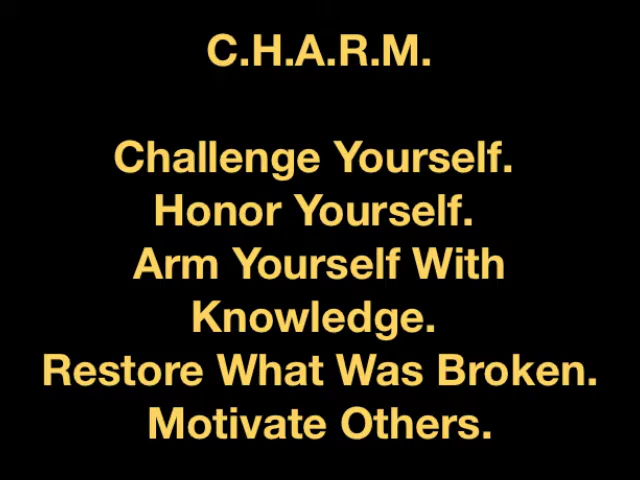 C.H.A.R.M.
Challenge Yourself.
Honor Yourself.
Arm Yourself With
Knowledge.
Restore What Was Broken.
Motivate Others.